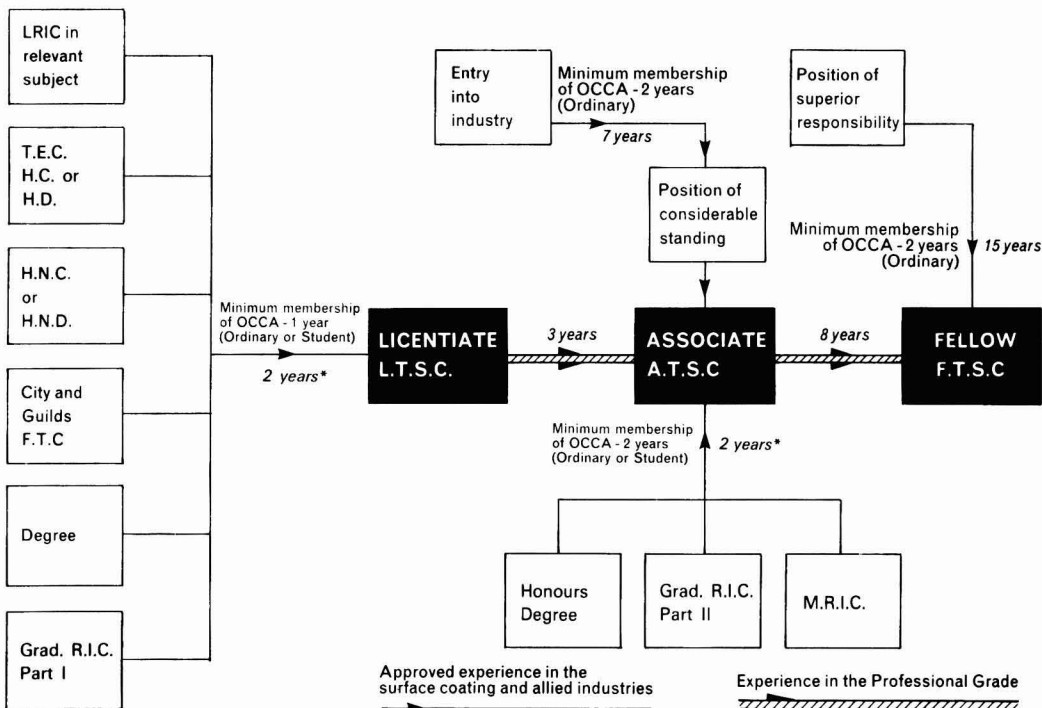 LRIC in
relevant
subject
T.E.C.
H.C. or
H.D.
H.N.C.
or
H.N.D.
City and
Guilds
F.T.C
Degree
Grad. R.I.C.
Part I
Minimum membership
of OCCA - 1 year
(Ordinary or Student)
2 years*
LICENTIATE
L.T.S.C.
3 years
Entry
into
industry
Minimum membership
of OCCA - 2 years
(Ordinary)
7 years
Position of
considerable
standing
ASSOCIATE
A.T.S.C
8 years
Position of
superior
responsibility
Minimum membership
of OCCA - 2 years
(Ordinary)
15 years
FELLOW
F.T.S.C
Minimum membership
of OCCA - 2 years
(Ordinary or Student)
2 years*
Honours
Degree
Grad. R.I.C.
Part II
M.R.I.C.
Approved experience in the
surface coating and allied industries
Experience in the Professional Grade